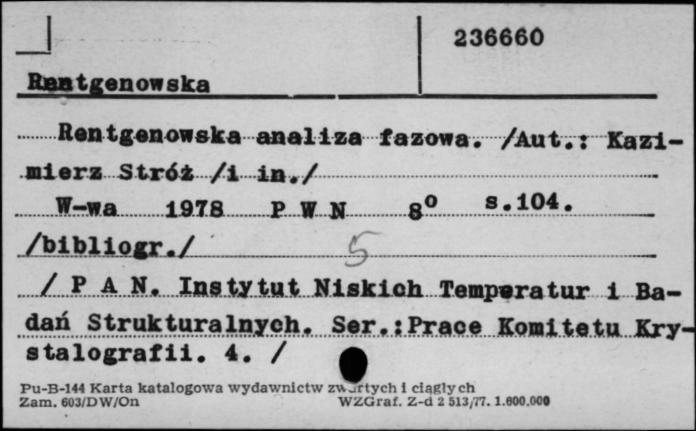 236660
Rentgenowska
Rentgenowska analiza fazowa. /Aut.: Kazi-
mierz Stróż /i in./
W-wa 1978 P W N 8º s.104.
/bibliogr./ 5
/ P A N. Instytut Niskich Temperatur i Ba-
dań Strukturalnych. Ser.:Prace Komitetu Kry-
stalografii. 4. /
Pu-B-144 Karta katalogowa wydawnictw zwartych i ciągłych
Zam. 603/DW/On WZGraf. Z-d 2 513/77. 1.600.000